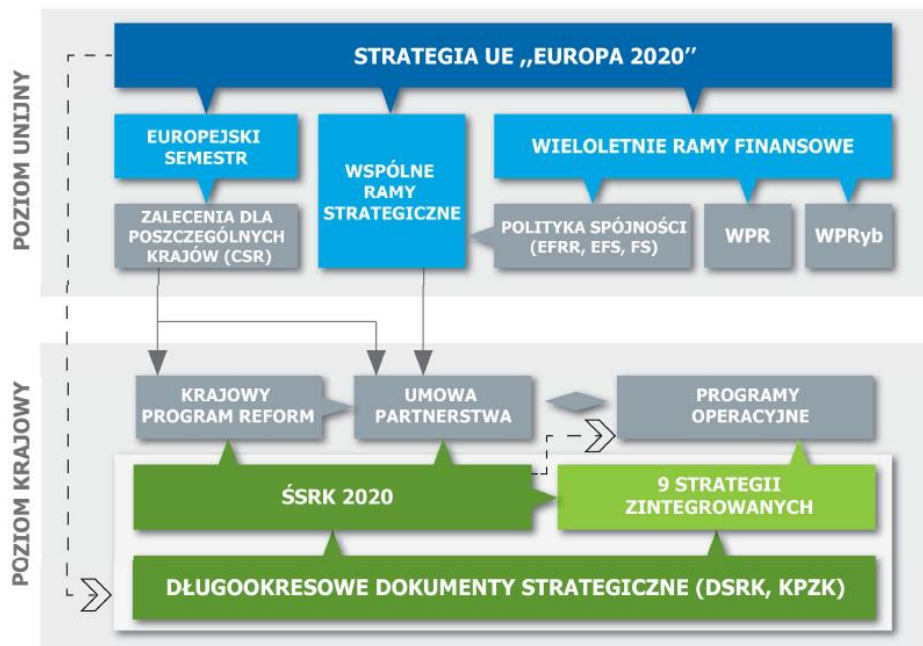 POZIOM UNIJNY
STRATEGIA UE ,,EUROPA 2020”
EUROPEJSKI
SEMESTR
WSPÓLNE
RAMY
STRATEGICZNE
WIELOLETNIE RAMY FINANSOWE
ZALECENIA DLA
POSZCZEGÓLNYCH
KRAJÓW (CSR)
POLITYKA SPÓJNOŚCI
(EFRR, EFS, FS)
WPR
WPRyb
POZIOM KRAJOWY
KRAJOWY
PROGRAM REFORM
UMOWA
PARTNERSTWA
PROGRAMY
OPERACYJNE
ŚSRK 2020
9 STRATEGII
ZINTEGROWANYCH
DŁUGOOKRESOWE DOKUMENTY STRATEGICZNE (DSRK, KPZK)